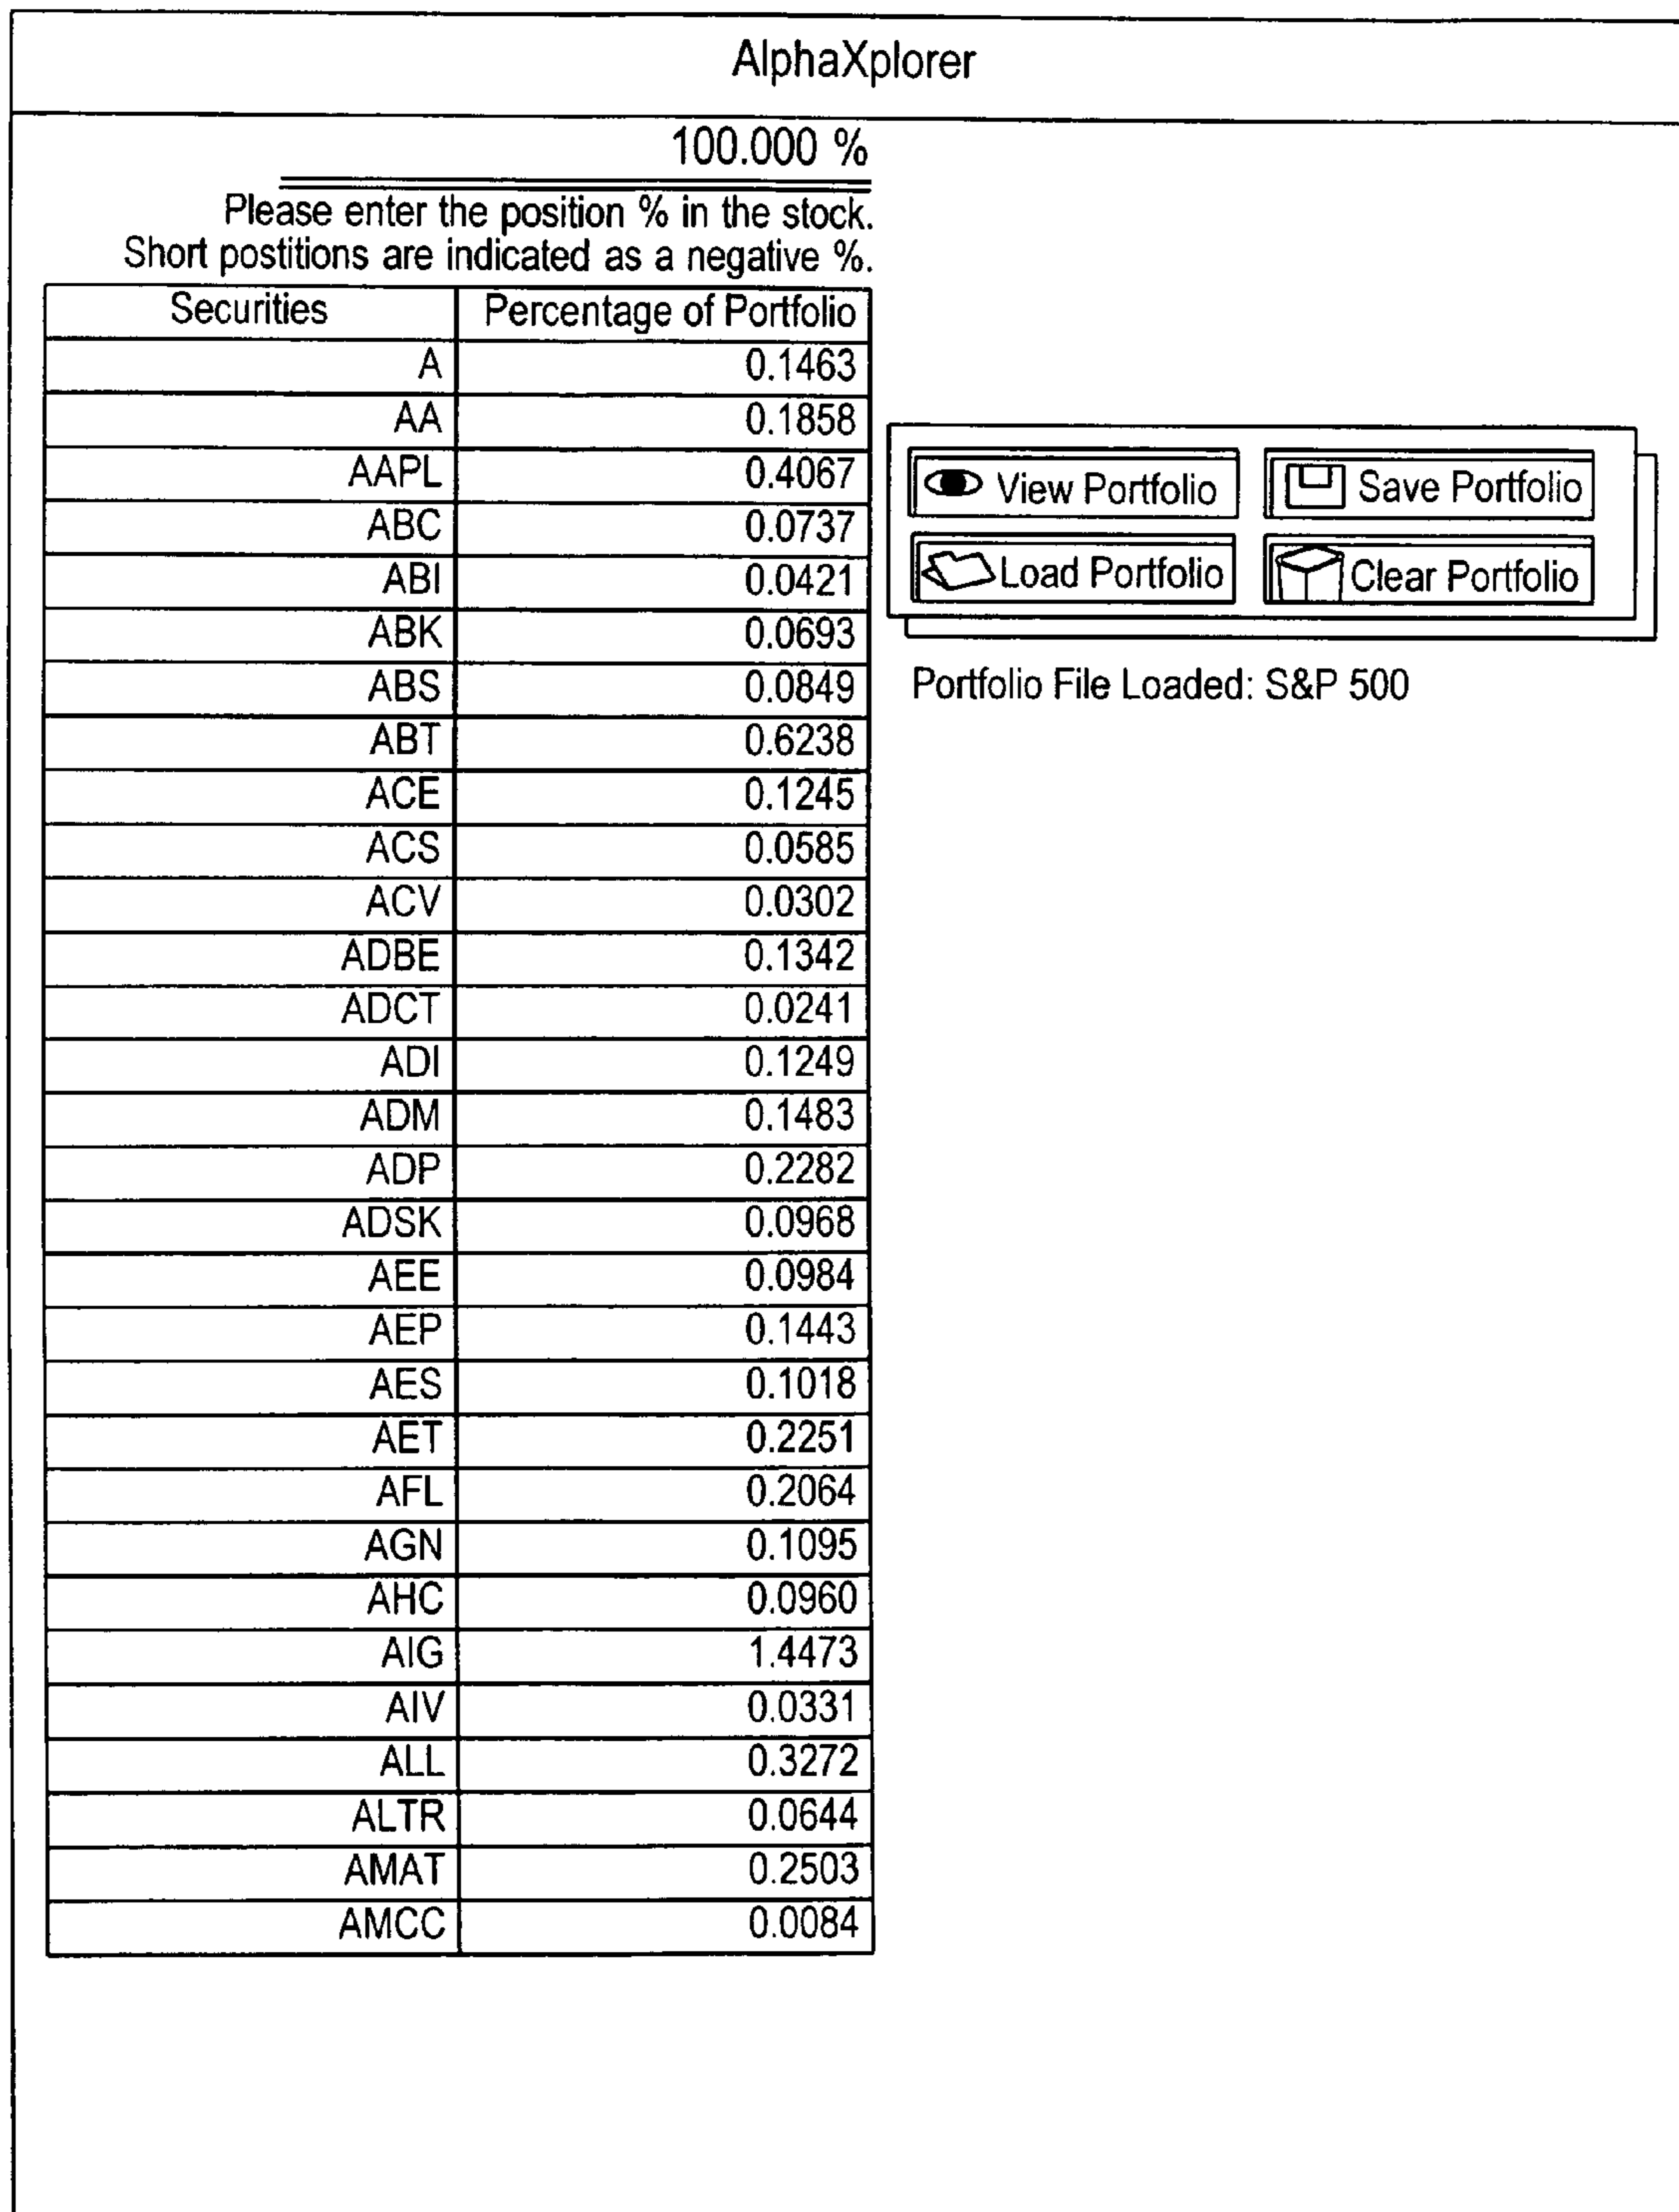 AlphaXplorer
100.000 %
Please enter the position % in the stock.
Short postitions are indicated as a negative %.
Securities Percentage of Portfolio
A 0.1463
AA 0.1858
AAPL 0.4067
ABC 0.0737
ABI 0.0421
ABK 0.0693
ABS 0.0849
ABT 0.6238
ACE 0.1245
ACS 0.0585
ACV 0.0302
ADBE 0.1342
ADCT 0.0241
ADI 0.1249
ADM 0.1483
ADP 0.2282
ADSK 0.0968
AEE 0.0984
AEP 0.1443
AES 0.1018
AET 0.2251
AFL 0.2064
AGN 0.1095
AHC 0.0960
AIG 1.4473
AIV 0.0331
ALL 0.3272
ALTR 0.0644
AMAT 0.2503
AMCC 0.0084
View Portfolio Save Portfolio
Load Portfolio Clear Portfolio
Portfolio File Loaded: S&P 500